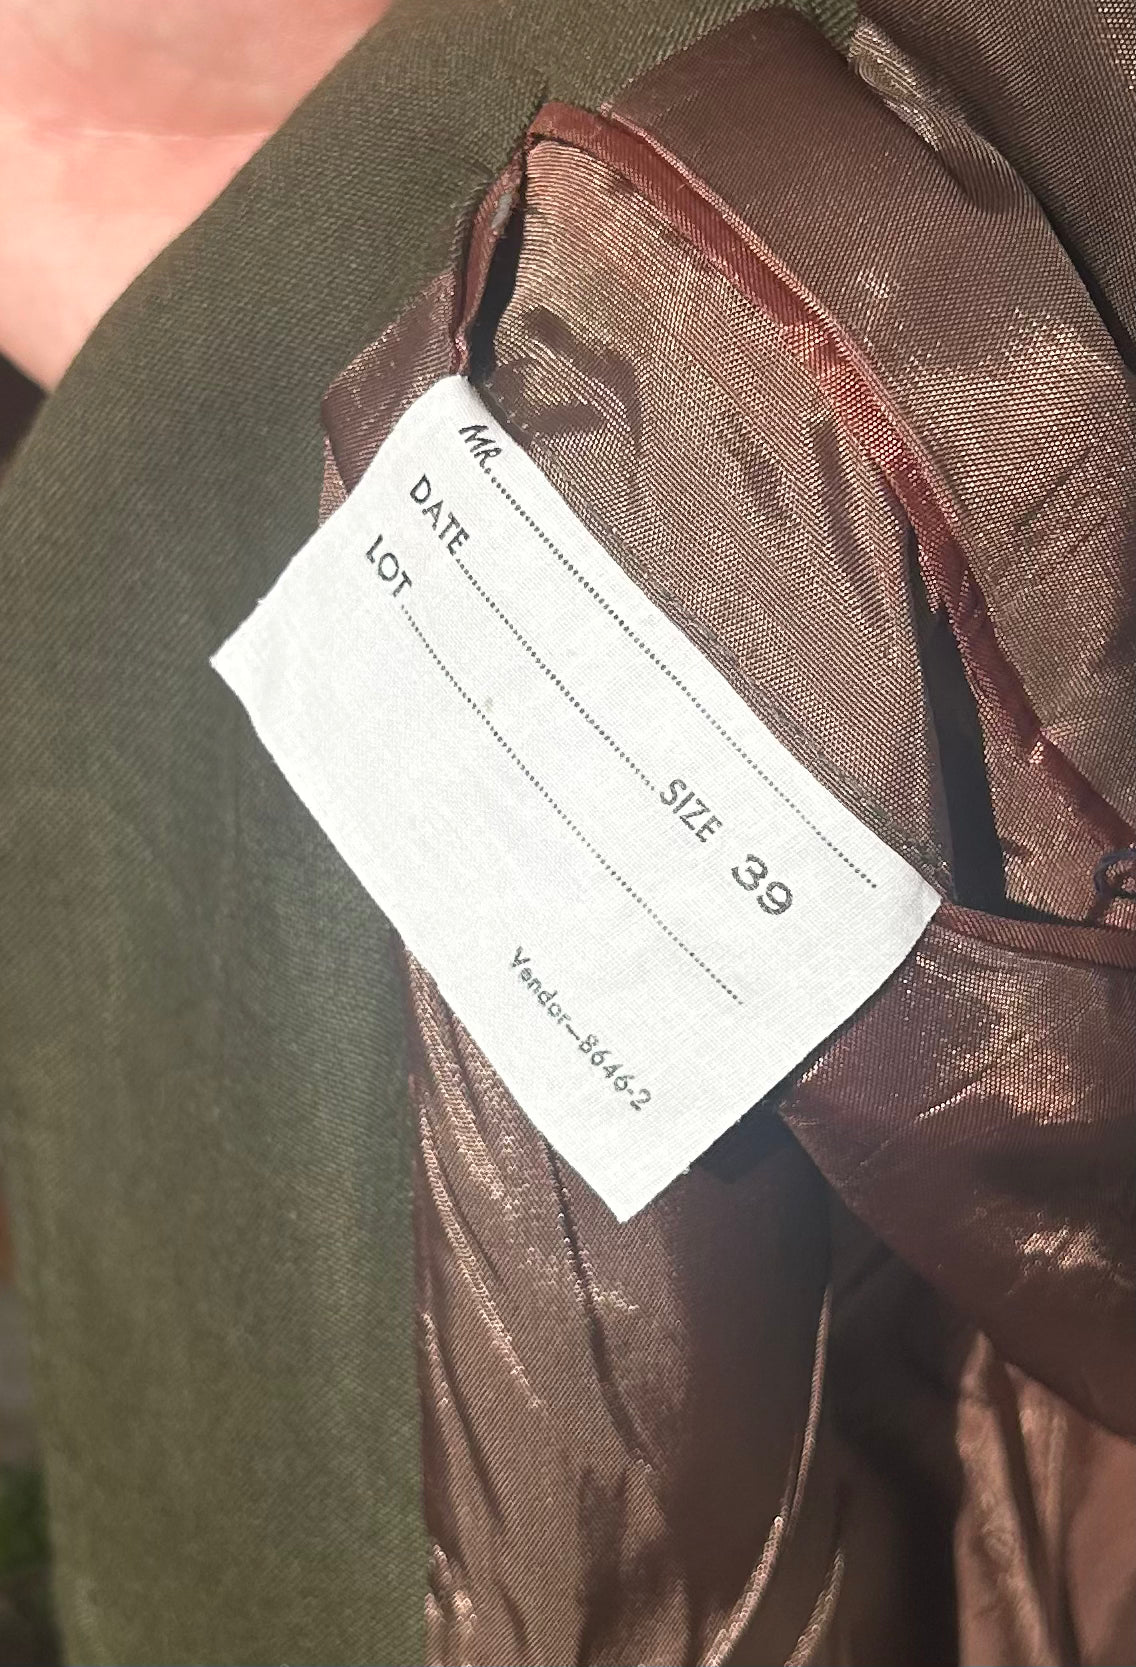 MR.
DATE SIZE 39
LOT
Vendor—8646-2